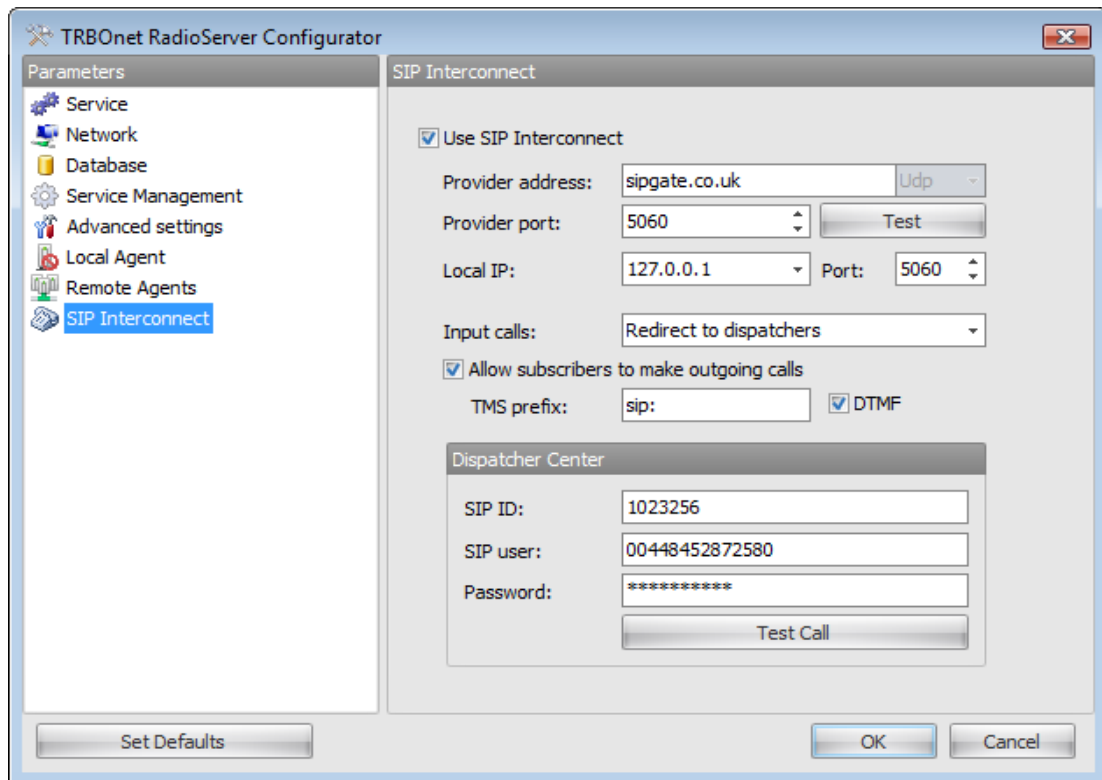 TRBOnet RadioServer Configurator
Parameters
Service
Network
Database
Service Management
Advanced settings
Local Agent
Remote Agents
SIP Interconnect
SIP Interconnect
Use SIP Interconnect
Provider address: sipgate.co.uk Udp
Provider port: 5060 Test
Local IP: 127.0.0.1 Port: 5060
Input calls: Redirect to dispatchers
Allow subscribers to make outgoing calls
TMS prefix: sip: DTMF
Dispatcher Center
SIP ID: 1023256
SIP user: 00448452872580
Password: **********
Test Call
Set Defaults OK Cancel